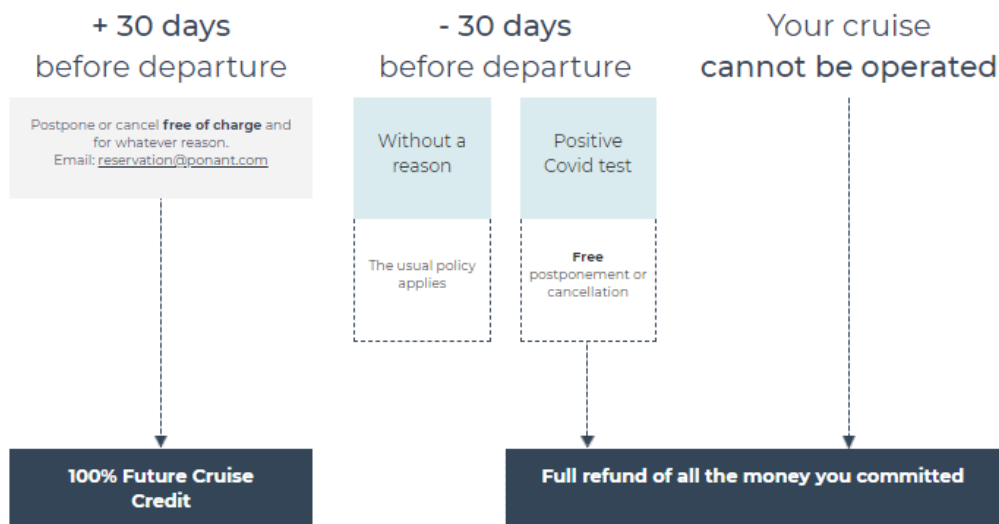 + 30 days
before departure
Postpone or cancel free of charge and
for whatever reason.
Email: reservation@ponant.com
100% Future Cruise
Credit
- 30 days
before departure
Without a
reason
The usual policy
applies
Positive
Covid test
Free
postponement or
cancellation
Your cruise
cannot be operated
Full refund of all the money you committed